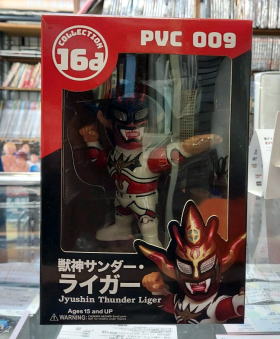 COLLECTION
16d
PVC 009
獣神サンダー・
ライガー
Jyushin Thunder Liger
Ages 15 and UP
WARNING: